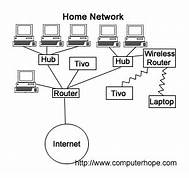 Home Network
Hub
Tivo
Hub
Wireless
Router
Router
Tivo
Laptop
Internet
http://www.computerhope.com